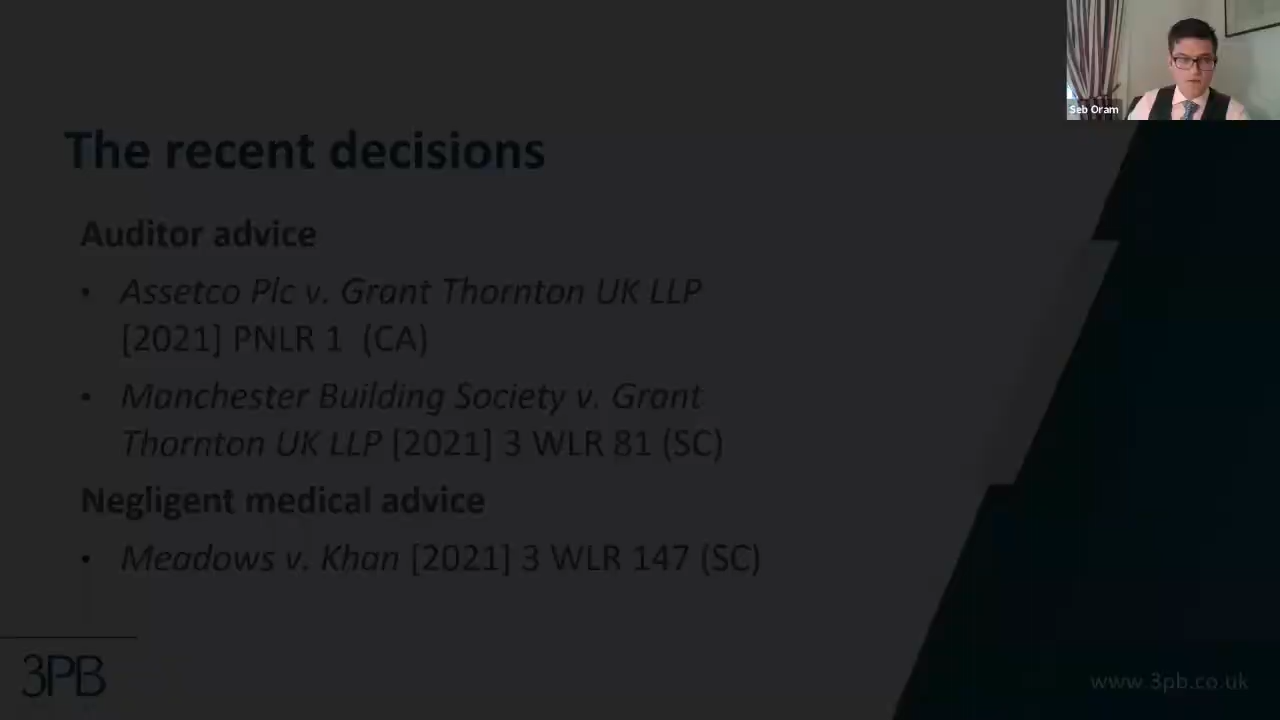 Seb Oram
The recent decisions
Auditor advice
• Assetco Plc v. Grant Thornton UK LLP
[2021] PNLR 1 (CA)
• Manchester Building Society v. Grant
Thornton UK LLP [2021] 3 WLR 81 (SC)
Negligent medical advice
• Meadows v. Khan [2021] 3 WLR 147 (SC)
3PB
www.3pb.co.uk